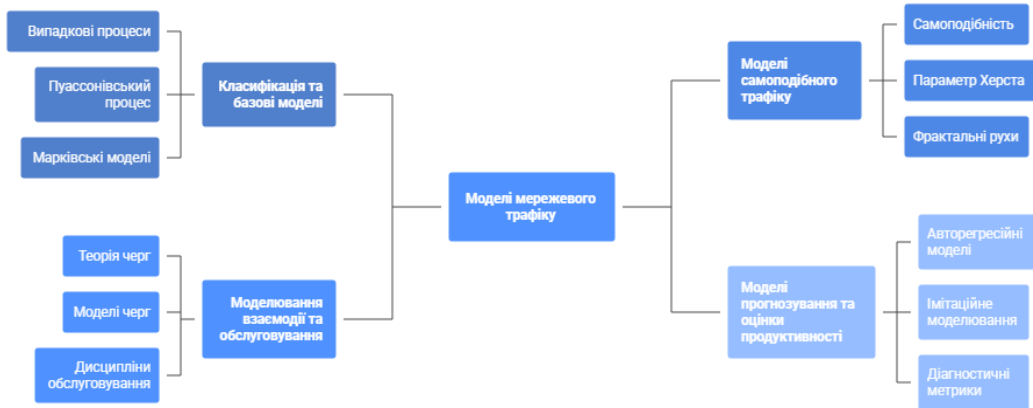 Випадкові процеси
Пуассонівський
процес
Марківські моделі
Класифікація та
базові моделі
Теорія черг
Моделі черг
Дисципліни
обслуговування
Моделювання
взаємодії та
обслуговування
Моделі мережевого
трафіку
Моделі
самоподібного
трафіку
Самоподібність
Параметр Херста
Фрактальні рухи
Моделі
прогнозування та
оцінки
продуктивності
Авторегресійні
моделі
Імітаційне
моделювання
Діагностичні
метрики